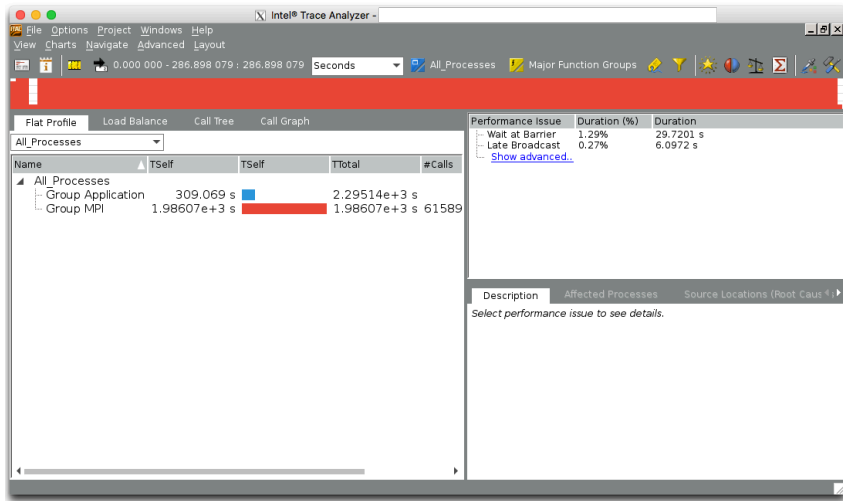 Intel® Trace Analyzer -
File Options Project Windows Help
View Charts Navigate Advanced Layout
0.000 000 - 286.898 079 : 286.898 079 Seconds All_Processes Major Function Groups
Flat Profile Load Balance Call Tree Call Graph
All_Processes
Name TSelf TSelf TTotal #Calls
All_Processes
Group Application 309.069 s 2.29514e+3 s
Group MPI 1.98607e+3 s 1.98607e+3 s 61589
Performance Issue Duration (%) Duration
Wait at Barrier 1.29% 29.7201 s
Late Broadcast 0.27% 6.0972 s
Show advanced..
Description Affected Processes Source Locations (Root Caus
Select performance issue to see details.